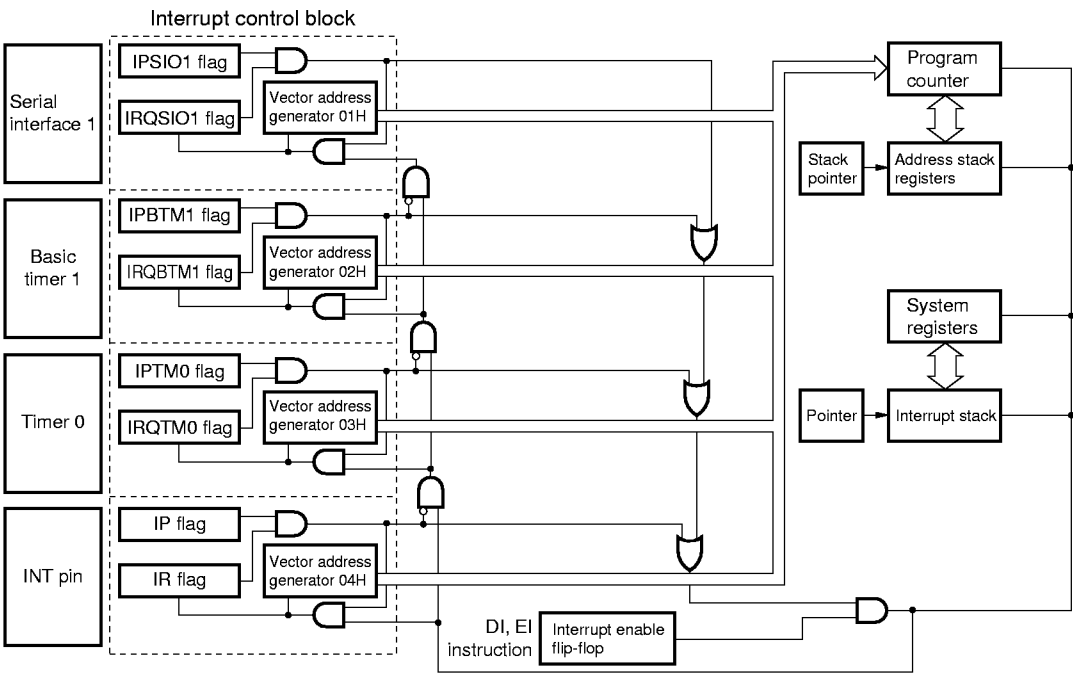 Interrupt control block
Serial
interface 1
IPSIO1 flag
IRQSIO1 flag
Vector address
generator 01H
Program
counter
Stack
pointer
Address stack
registers
Basic
timer 1
IPBTM1 flag
IRQBTM1 flag
Vector address
generator 02H
System
registers
Timer 0
IPTM0 flag
IRQTM0 flag
Vector address
generator 03H
Pointer
Interrupt stack
INT pin
IP flag
IR flag
Vector address
generator 04H
DI, EI
instruction
Interrupt enable
flip-flop